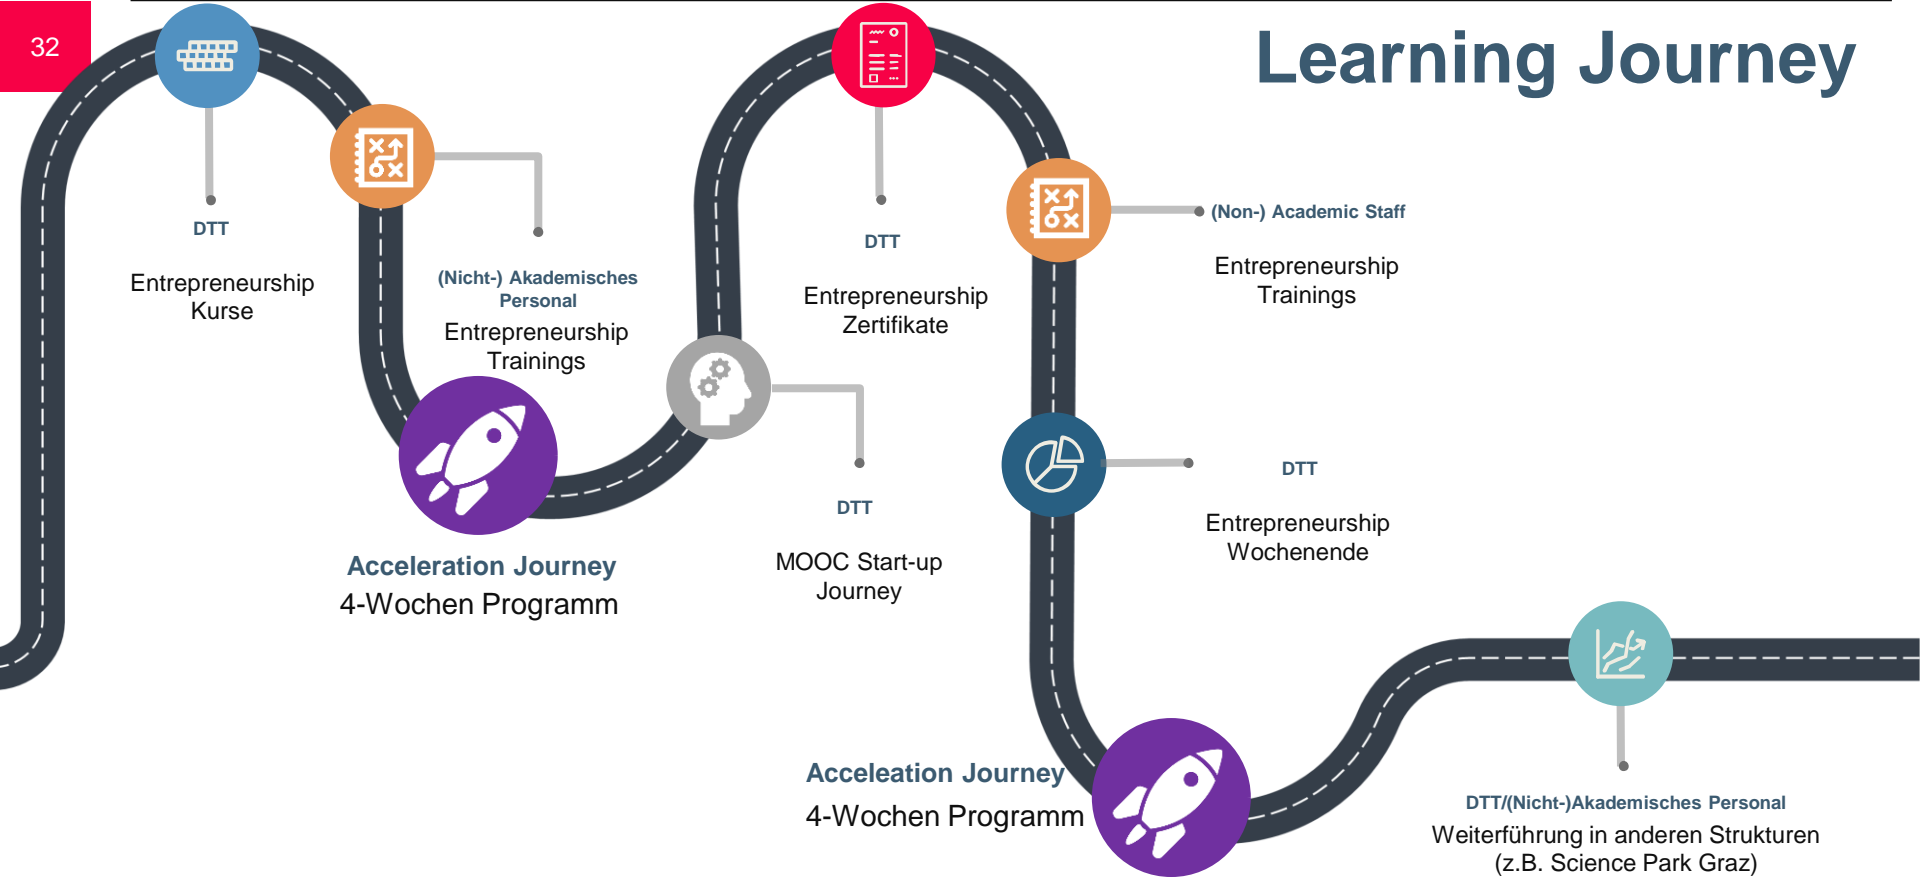 32
Learning Journey
DTT
Entrepreneurship
Kurse
(Nicht-) Akademisches
Personal
Entrepreneurship
Trainings
Acceleration Journey
4-Wochen Programm
DTT
MOOC Start-up
Journey
DTT
Entrepreneurship
Zertifikate
(Non-) Academic Staff
Entrepreneurship
Trainings
DTT
Entrepreneurship
Wochenende
Acceleation Journey
4-Wochen Programm
DTT/(Nicht-)Akademisches Personal
Weiterführung in anderen Strukturen
(z.B. Science Park Graz)